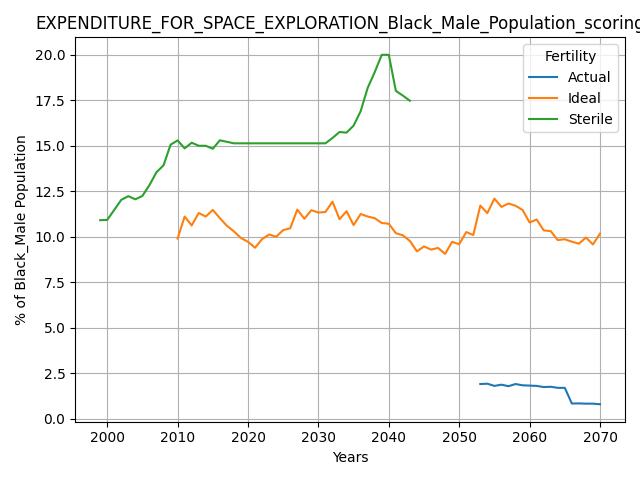 EXPENDITURE_FOR_SPACE_EXPLORATION_Black_Male_Population_scoring
Fertility
Actual
Ideal
Sterile
% of Black_Male Population
20.0
17.5
15.0
12.5
10.0
7.5
5.0
2.5
0.0
2000 2010 2020 2030 2040 2050 2060 2070
Years